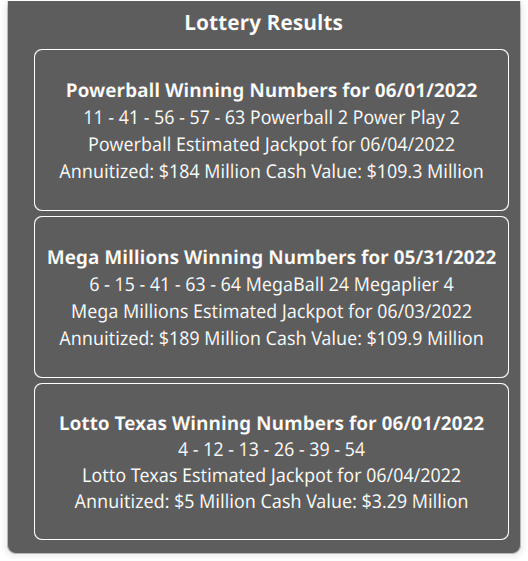 Lottery Results
Powerball Winning Numbers for 06/01/2022
11 - 41 - 56 - 57 - 63 Powerball 2 Power Play 2
Powerball Estimated Jackpot for 06/04/2022
Annuitized: $184 Million Cash Value: $109.3 Million
Mega Millions Winning Numbers for 05/31/2022
6 - 15 - 41 - 63 - 64 MegaBall 24 Megaplier 4
Mega Millions Estimated Jackpot for 06/03/2022
Annuitized: $189 Million Cash Value: $109.9 Million
Lotto Texas Winning Numbers for 06/01/2022
4 - 12 - 13 - 26 - 39 - 54
Lotto Texas Estimated Jackpot for 06/04/2022
Annuitized: $5 Million Cash Value: $3.29 Million